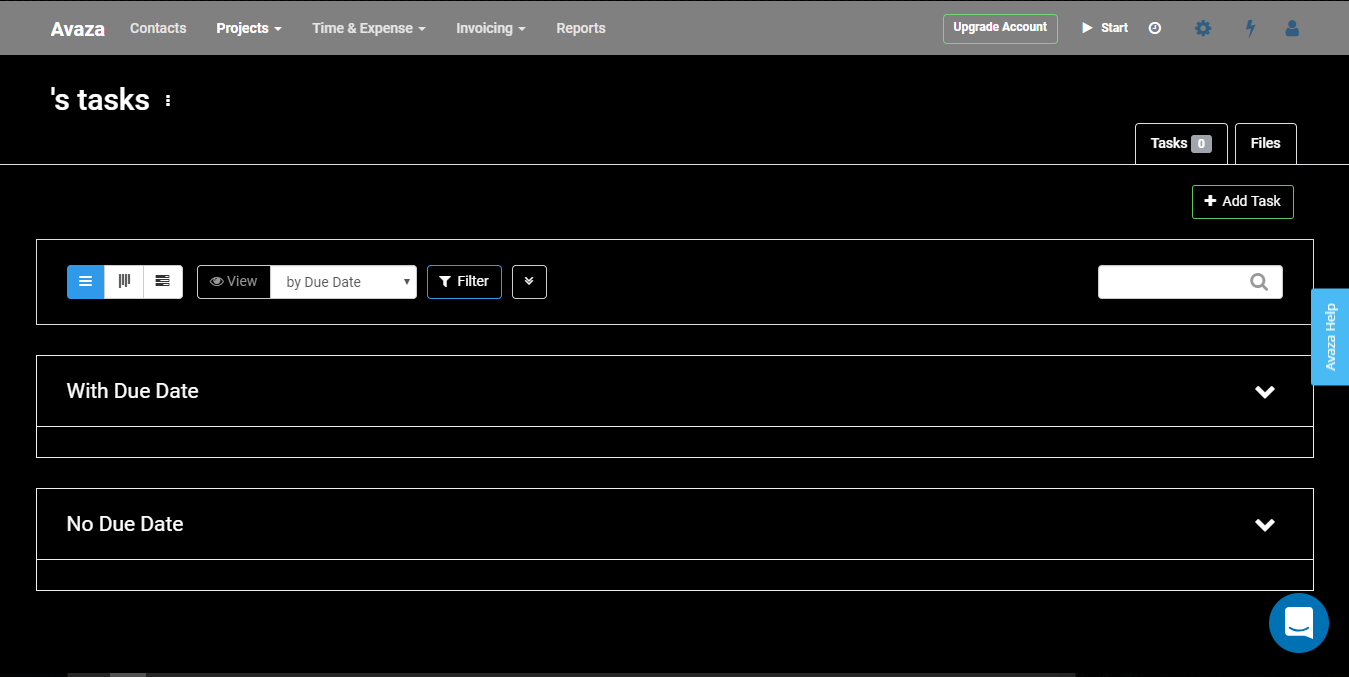 Avaza Contacts Projects Time & Expense Invoicing Reports Upgrade Account Start
's tasks
Tasks 0 Files
Add Task
View by Due Date Filter
Avaza Help
With Due Date
No Due Date